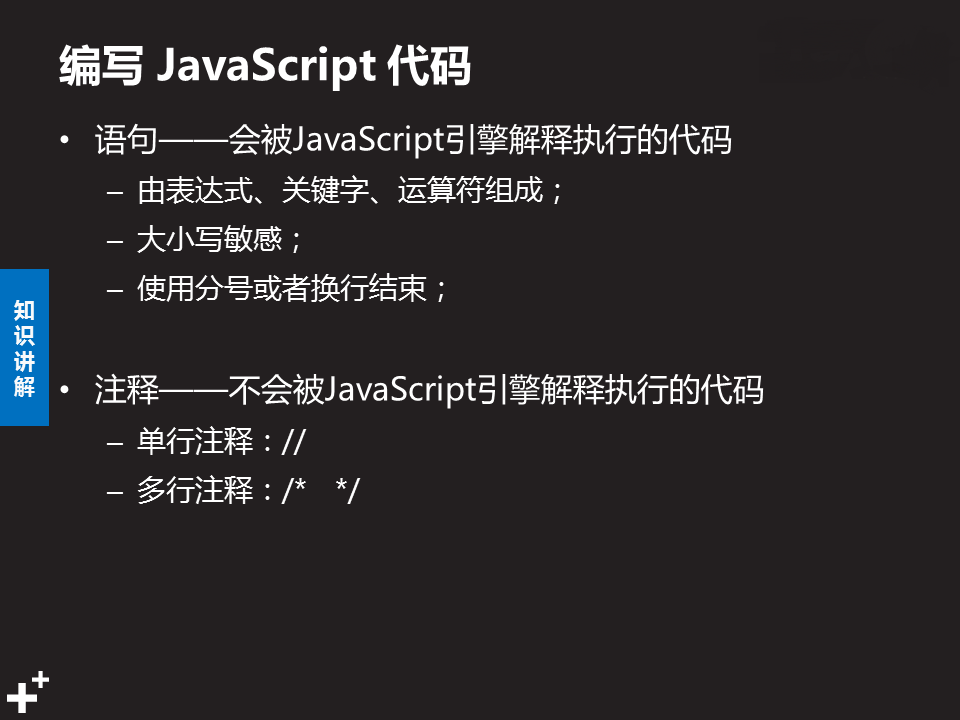 编写 JavaScript 代码
• 语句——会被JavaScript引擎解释执行的代码
– 由表达式、关键字、运算符组成；
– 大小写敏感；
– 使用分号或者换行结束；
知识讲解
• 注释——不会被JavaScript引擎解释执行的代码
– 单行注释：//
– 多行注释：/*   */